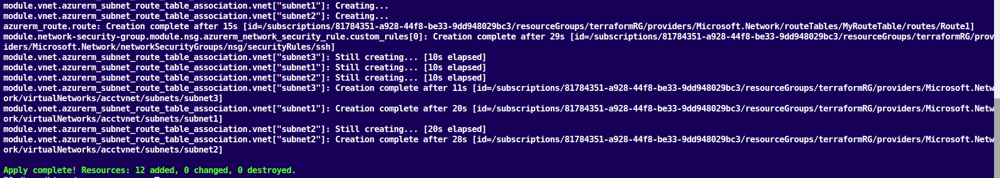 module.vnet.azurerm_subnet_route_table_association.vnet["subnet1"]: Creating...
module.vnet.azurerm_subnet_route_table_association.vnet["subnet2"]: Creating...
azurerm_route.route: Creation complete after 15s [id=/subscriptions/81784351-a928-44f8-be33-9dd948029bc3/resourceGroups/terraformRG/providers/Microsoft.Network/routeTables/MyRouteTable/routes/Route1]
module.network-security-group.module.nsg.azurerm_network_security_rule.custom_rules[0]: Creation complete after 29s [id=/subscriptions/81784351-a928-44f8-be33-9dd948029bc3/resourceGroups/terraformRG/prov
iders/Microsoft.Network/networkSecurityGroups/nsg/securityRules/ssh]
module.vnet.azurerm_subnet_route_table_association.vnet["subnet3"]: Still creating... [10s elapsed]
module.vnet.azurerm_subnet_route_table_association.vnet["subnet1"]: Still creating... [10s elapsed]
module.vnet.azurerm_subnet_route_table_association.vnet["subnet2"]: Still creating... [10s elapsed]
module.vnet.azurerm_subnet_route_table_association.vnet["subnet3"]: Creation complete after 11s [id=/subscriptions/81784351-a928-44f8-be33-9dd948029bc3/resourceGroups/terraformRG/providers/Microsoft.Netw
ork/virtualNetworks/acctvnet/subnets/subnet3]
module.vnet.azurerm_subnet_route_table_association.vnet["subnet1"]: Creation complete after 20s [id=/subscriptions/81784351-a928-44f8-be33-9dd948029bc3/resourceGroups/terraformRG/providers/Microsoft.Netw
ork/virtualNetworks/acctvnet/subnets/subnet1]
module.vnet.azurerm_subnet_route_table_association.vnet["subnet2"]: Still creating... [20s elapsed]
module.vnet.azurerm_subnet_route_table_association.vnet["subnet2"]: Creation complete after 28s [id=/subscriptions/81784351-a928-44f8-be33-9dd948029bc3/resourceGroups/terraformRG/providers/Microsoft.Netw
ork/virtualNetworks/acctvnet/subnets/subnet2]
Apply complete! Resources: 12 added, 0 changed, 0 destroyed.